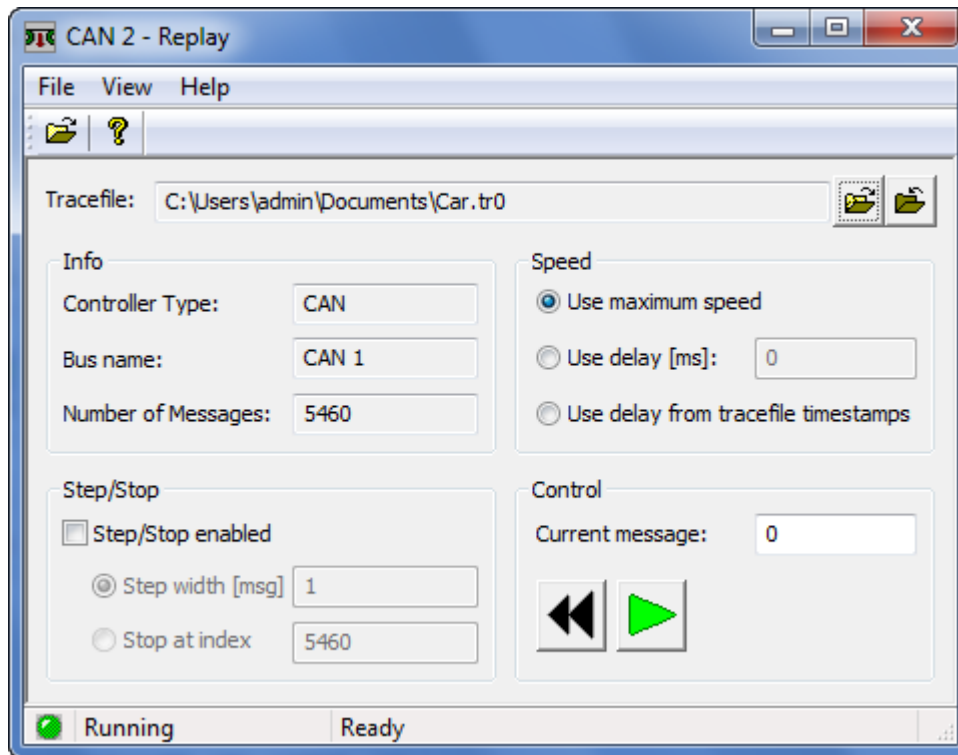 CAN 2 - Replay
File View Help
Tracefile: C:\Users\admin\Documents\Car.tr0
Info
Controller Type: CAN
Bus name: CAN 1
Number of Messages: 5460
Speed
Use maximum speed
Use delay [ms]: 0
Use delay from tracefile timestamps
Step/Stop
Step/Stop enabled
Step width [msg] 1
Stop at index 5460
Control
Current message: 0
Running Ready